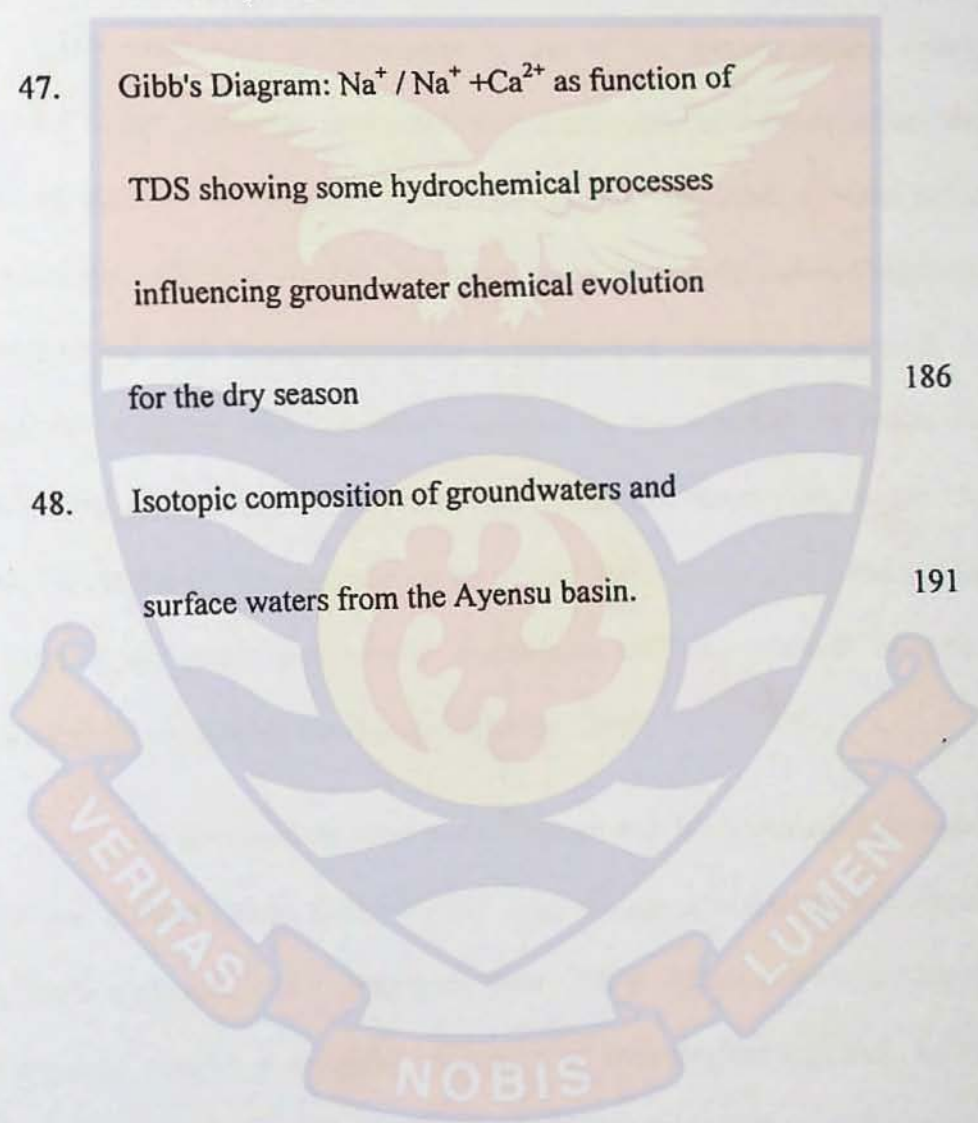 47. Gibb's Diagram: Na⁺ / Na⁺ +Ca²⁺ as function of
TDS showing some hydrochemical processes
influencing groundwater chemical evolution
for the dry season 186
48. Isotopic composition of groundwaters and
surface waters from the Ayensu basin. 191
VERITAS
NOBIS
LUMEN